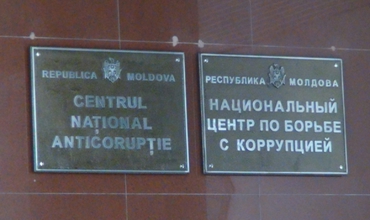 REPUBLICA MOLDOVA
CENTRUL
NAȚIONAL
ANTICORUPȚIE
РЕСПУБЛИКА МОЛДОВА
НАЦИОНАЛЬНЫЙ
ЦЕНТР ПО БОРЬБЕ
С КОРРУПЦИЕЙ